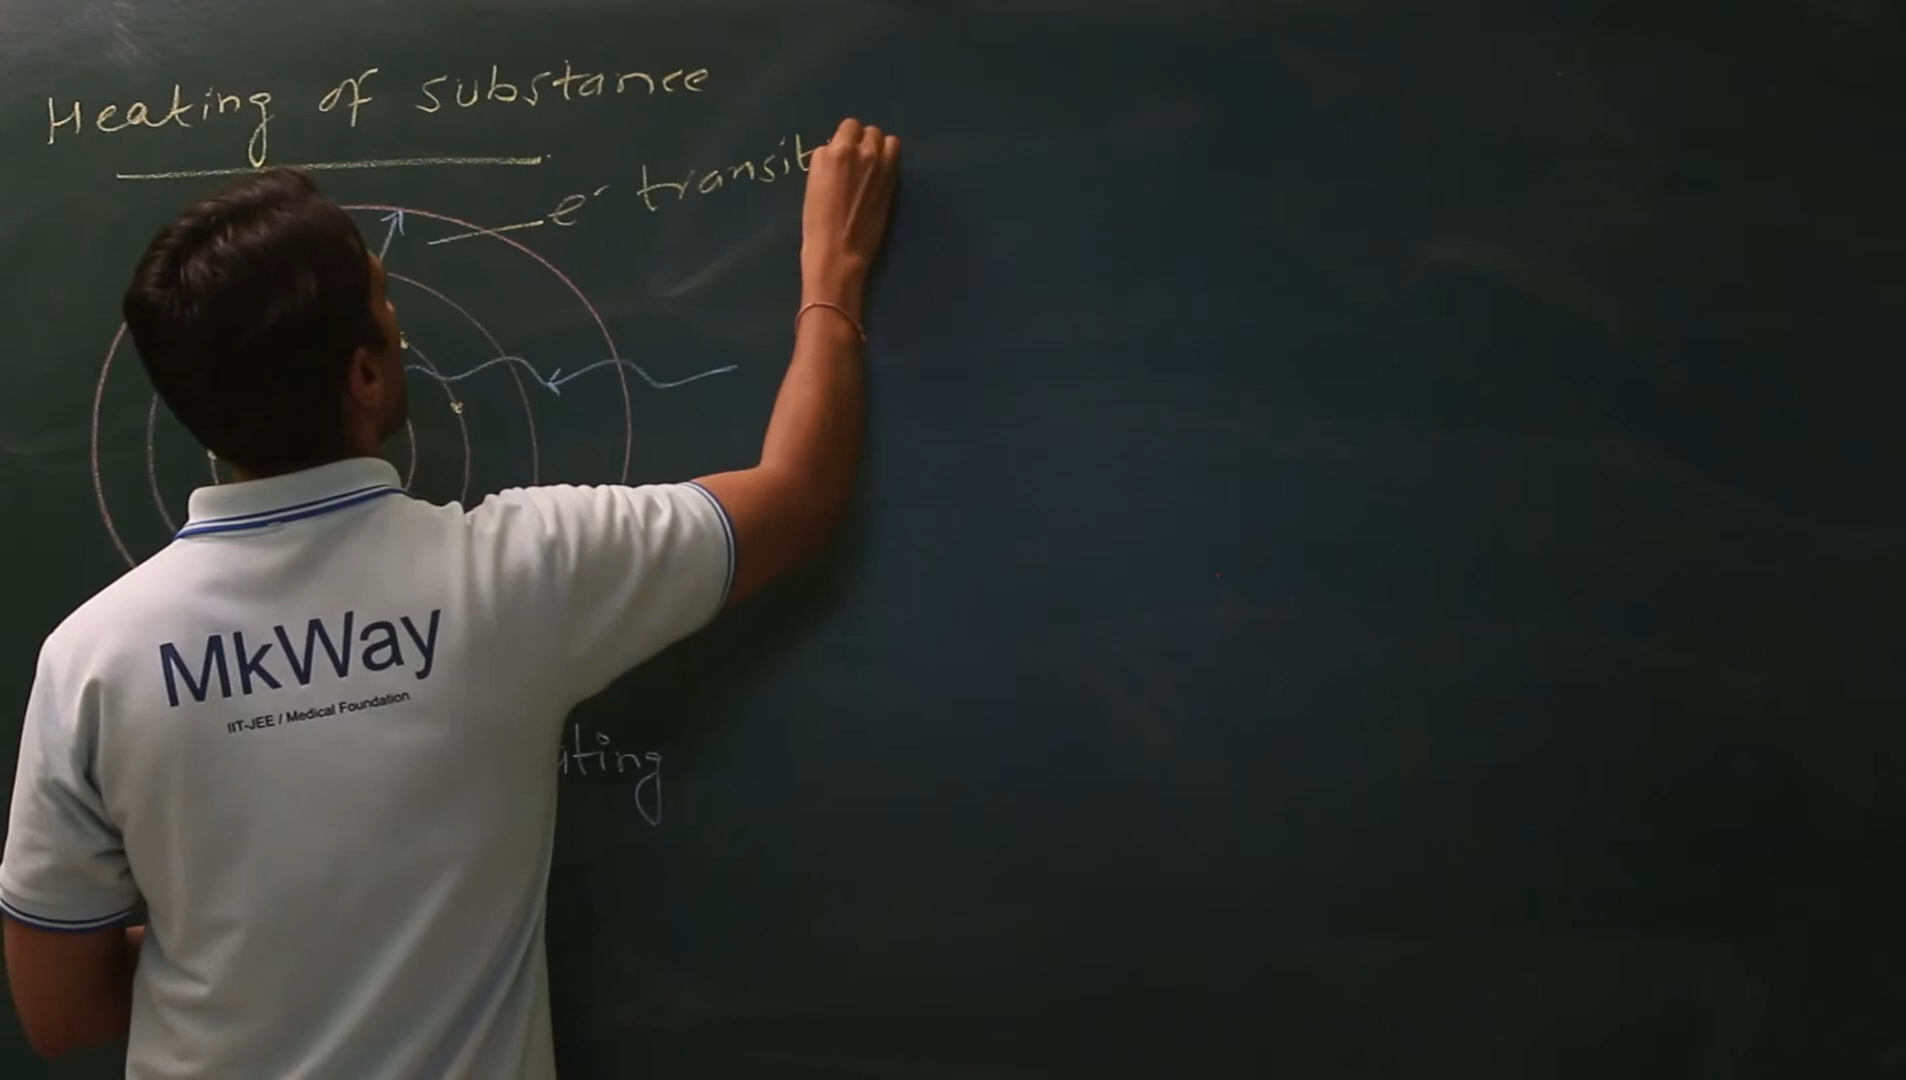 Heating of substance
e⁻ transit
MkWay
IIT-JEE / Medical Foundation
ating